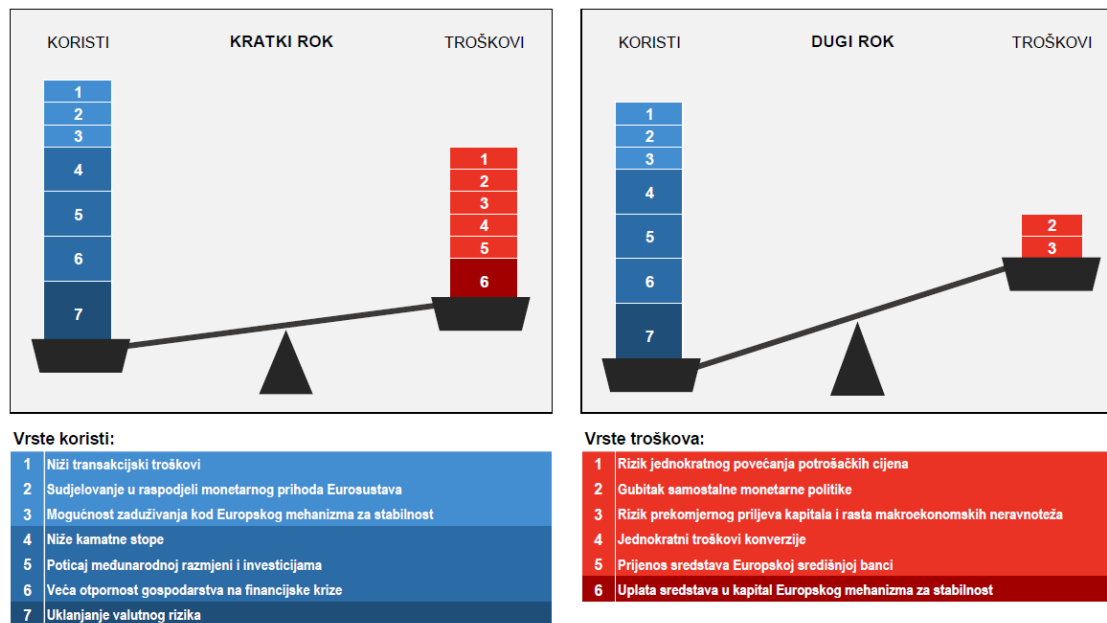 KORISTI KRATKI ROK TROŠKOVI
1
2
3
4
5
6
7
1
2
3
4
5
6
KORISTI DUGI ROK TROŠKOVI
1
2
3
4
5
6
7
2
3
Vrste koristi:
1 Niži transakcijski troškovi
2 Sudjelovanje u raspodjeli monetarnog prihoda Eurosustava
3 Mogućnost zaduživanja kod Europskog mehanizma za stabilnost
4 Niže kamatne stope
5 Poticaj međunarodnoj razmjeni i investicijama
6 Veća otpornost gospodarstva na financijske krize
7 Uklanjanje valutnog rizika
Vrste troškova:
1 Rizik jednokratnog povećanja potrošačkih cijena
2 Gubitak samostalne monetarne politike
3 Rizik prekomjernog priljeva kapitala i rasta makroekonomskih neravnoteža
4 Jednokratni troškovi konverzije
5 Prijenos sredstava Europskoj središnjoj banci
6 Uplata sredstava u kapital Europskog mehanizma za stabilnost